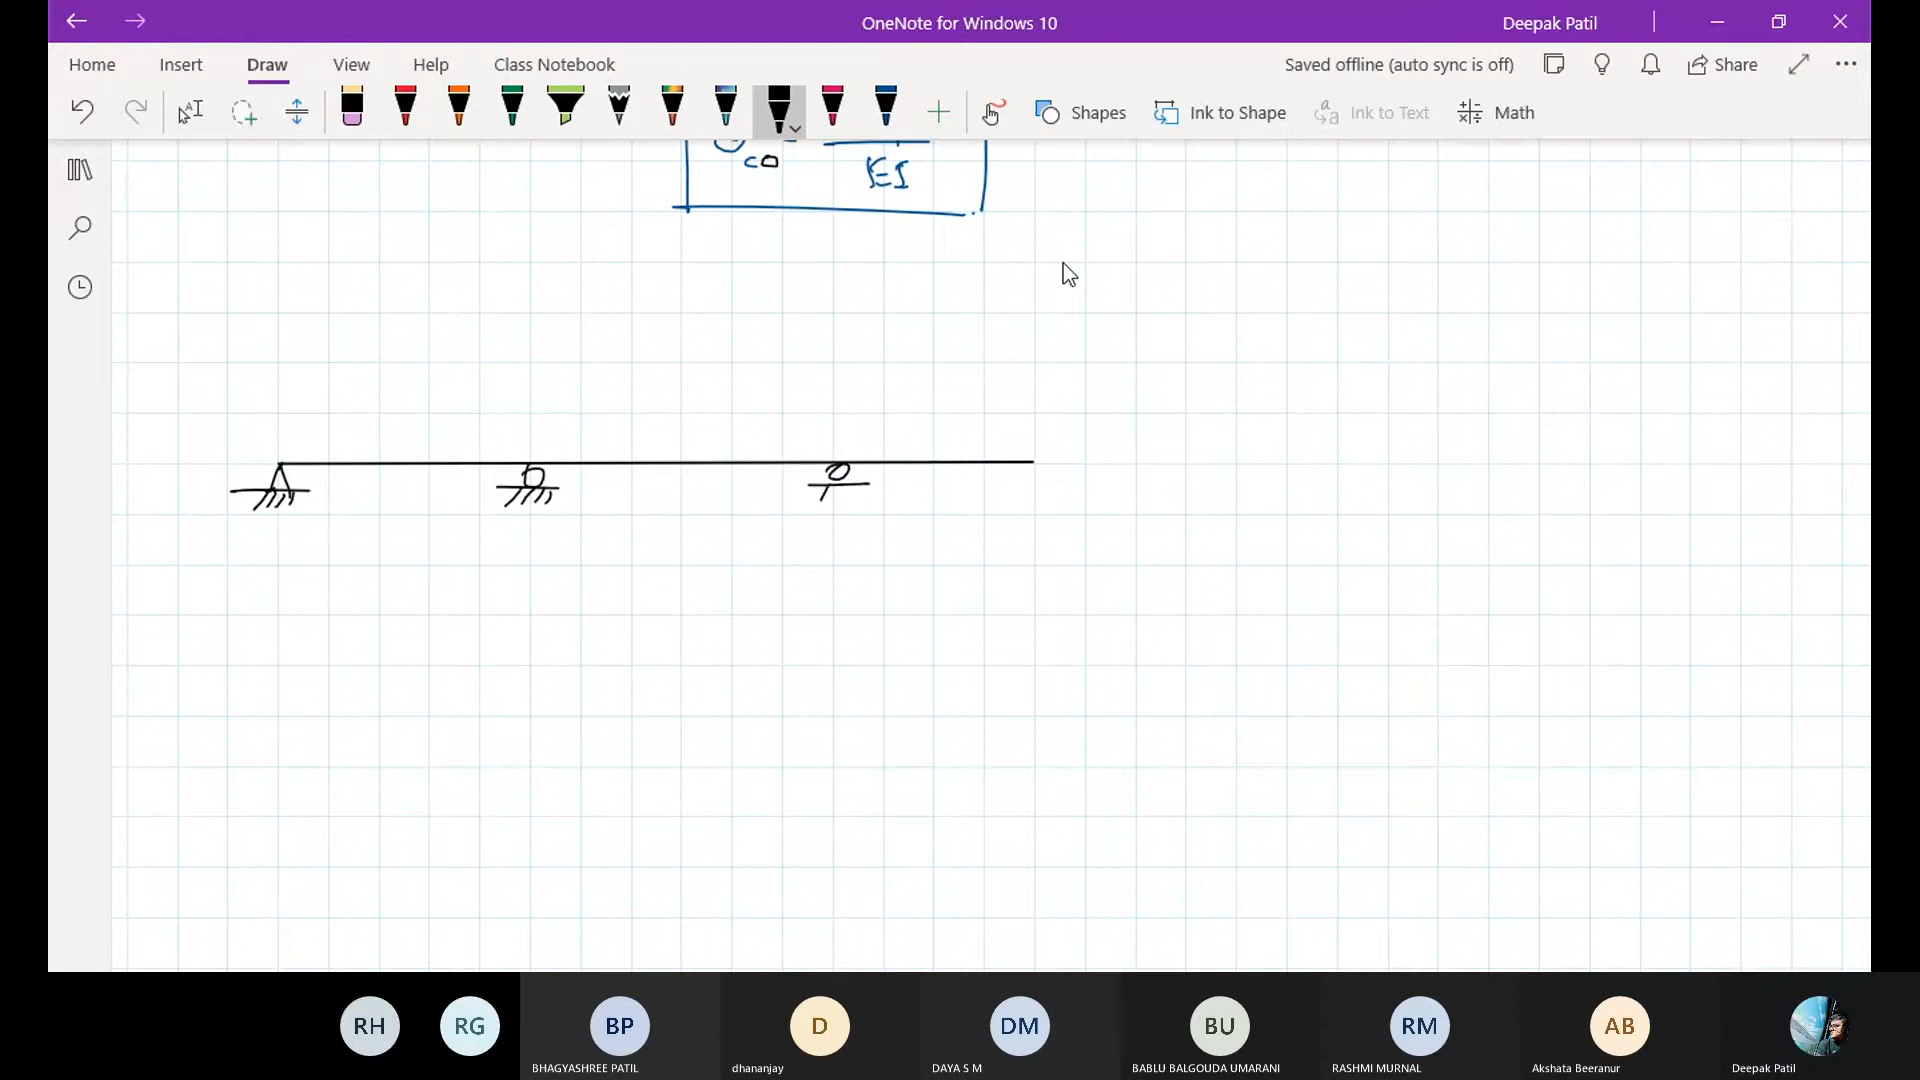 OneNote for Windows 10
Deepak Patil
Home Insert Draw View Help Class Notebook
Saved offline (auto sync is off) Share
Shapes Ink to Shape Ink to Text Math
EI
RH RG BP D DM BU RM AB
BHAGYASHREE PATIL dhananjay DAYA S M BABLU BALGOUDA UMARANI RASHMI MURNAL Akshata Beeranur Deepak Patil